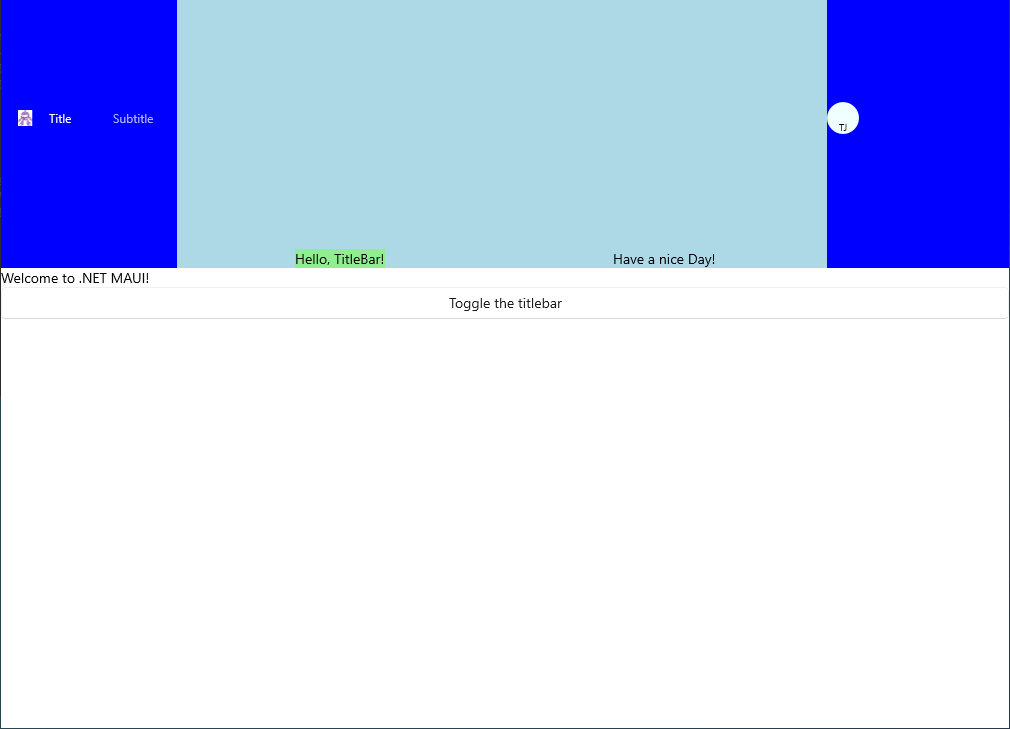 Title Subtitle
TJ
Hello, TitleBar! Have a nice Day!
Welcome to .NET MAUI!
Toggle the titlebar